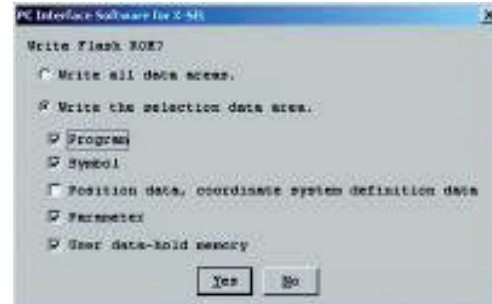 PC Interface Software for X-SEL
Write Flash ROM?
Write all data areas.
Write the selection data area.
Program
Symbol
Position data, coordinate system definition data
Parameter
User data-hold memory
Yes No